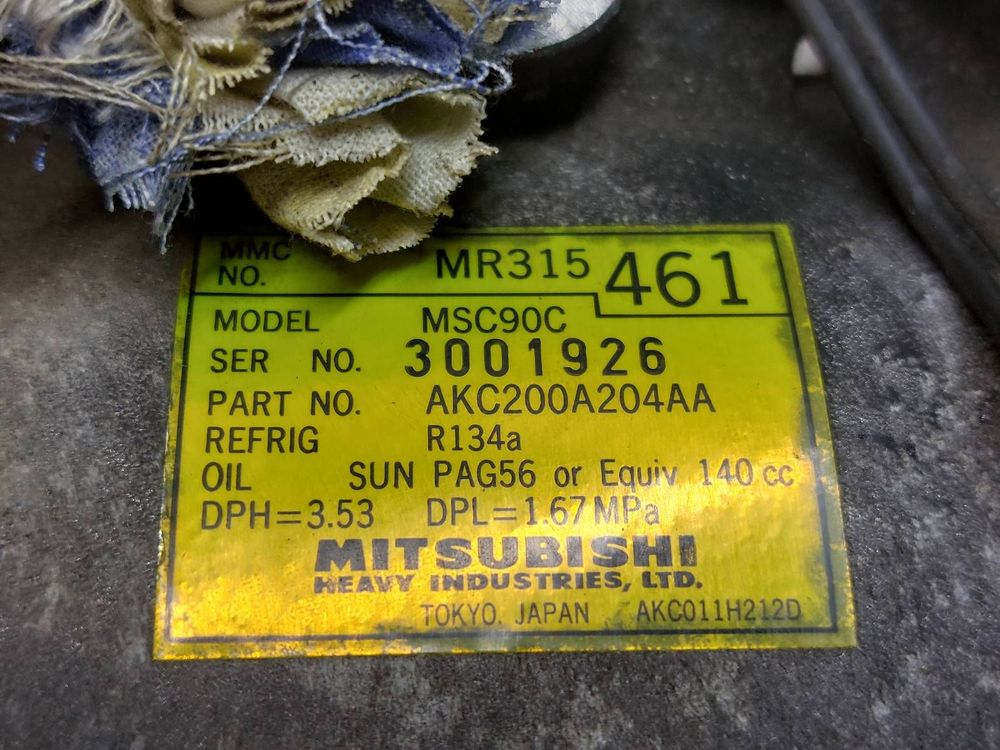 MMC NO. MR315 461
MODEL MSC90C
SER NO. 3001926
PART NO. AKC200A204AA
REFRIG R134a
OIL SUN PAG56 or Equiv 140 cc
DPH=3.53 DPL=1.67 MPa
MITSUBISHI
HEAVY INDUSTRIES, LTD.
TOKYO. JAPAN AKC011H212D